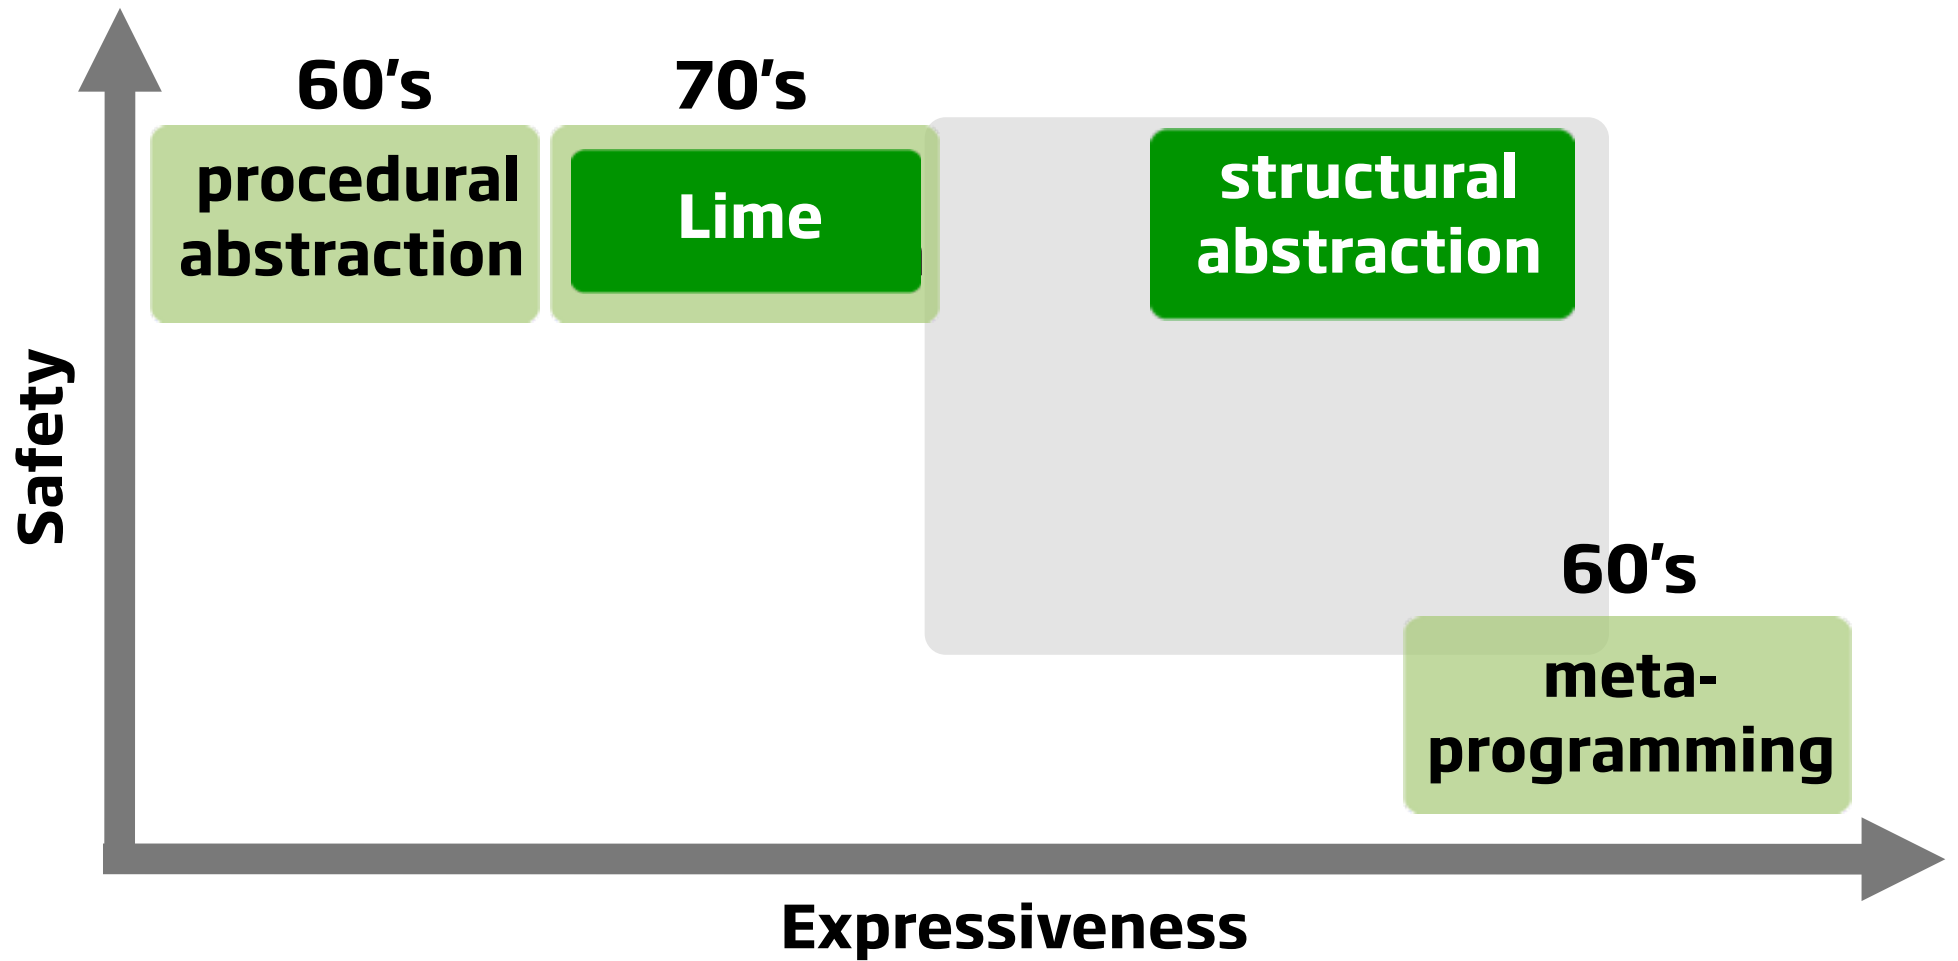 60's
70's
procedural
abstraction
Lime
structural
abstraction
Safety
60's
meta-
programming
Expressiveness